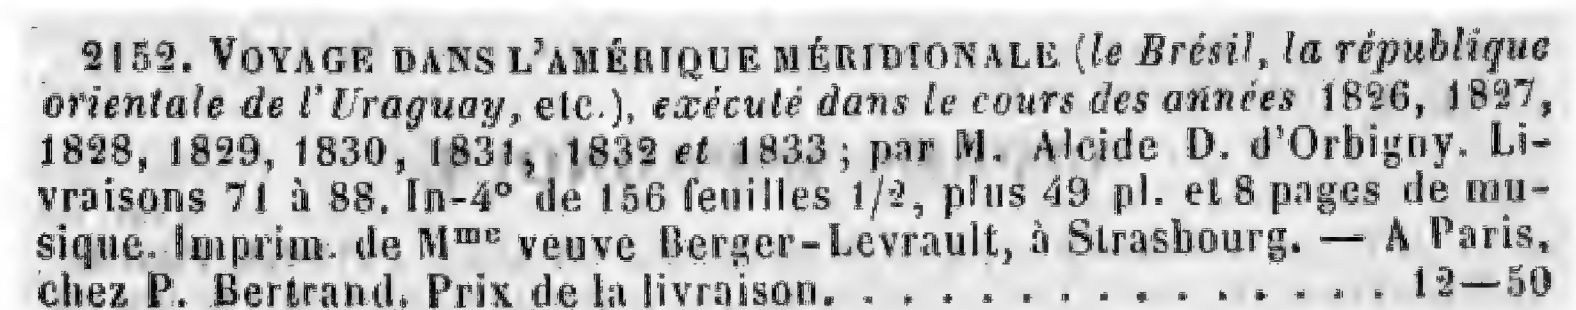 2152. VOYAGE DANS L'AMÉRIQUE MÉRIDIONALE (le Brésil, la république
orientale de l'Uraguay, etc.), exécuté dans le cours des années 1826, 1827,
1828, 1829, 1830, 1831, 1832 et 1833; par M. Alcide D. d'Orbigny. Li-
vraisons 71 à 88. In-4° de 156 feuilles 1/2, plus 49 pl. et 8 pages de mu-
sique. Imprim. de Mme veuve Berger-Levrault, à Strasbourg. — A Paris,
chez P. Bertrand. Prix de la livraison. . . . . . . . . . . . . . . . 12—50